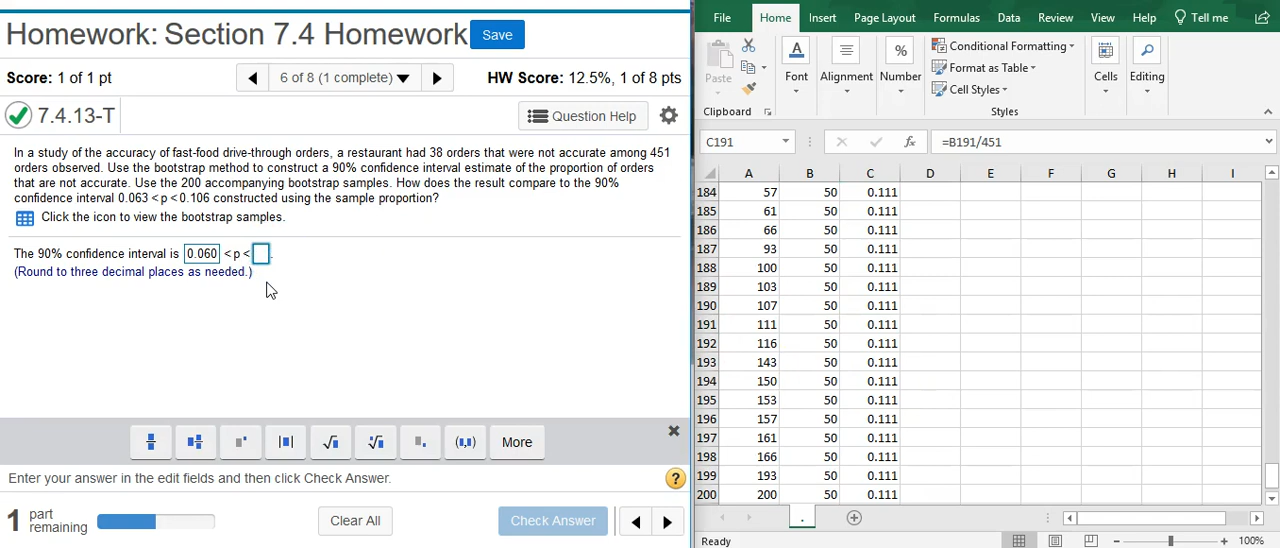 Homework: Section 7.4 Homework Save
Score: 1 of 1 pt 6 of 8 (1 complete) HW Score: 12.5%, 1 of 8 pts
7.4.13-T Question Help
In a study of the accuracy of fast-food drive-through orders, a restaurant had 38 orders that were not accurate among 451
orders observed. Use the bootstrap method to construct a 90% confidence interval estimate of the proportion of orders
that are not accurate. Use the 200 accompanying bootstrap samples. How does the result compare to the 90%
confidence interval 0.063 < p < 0.106 constructed using the sample proportion?
Click the icon to view the bootstrap samples.
The 90% confidence interval is 0.060 < p < .
(Round to three decimal places as needed.)
More
Enter your answer in the edit fields and then click Check Answer.
?
1 part remaining Clear All Check Answer
File Home Insert Page Layout Formulas Data Review View Help Tell me
Paste Font Alignment % Number Conditional Formatting Format as Table Cell Styles Cells Editing
Clipboard Styles
C191 fx =B191/451
A B C D E F G H I
184 57 50 0.111
185 61 50 0.111
186 66 50 0.111
187 93 50 0.111
188 100 50 0.111
189 103 50 0.111
190 107 50 0.111
191 111 50 0.111
192 116 50 0.111
193 143 50 0.111
194 150 50 0.111
195 153 50 0.111
196 157 50 0.111
197 161 50 0.111
198 166 50 0.111
199 193 50 0.111
200 200 50 0.111
.
Ready 100%